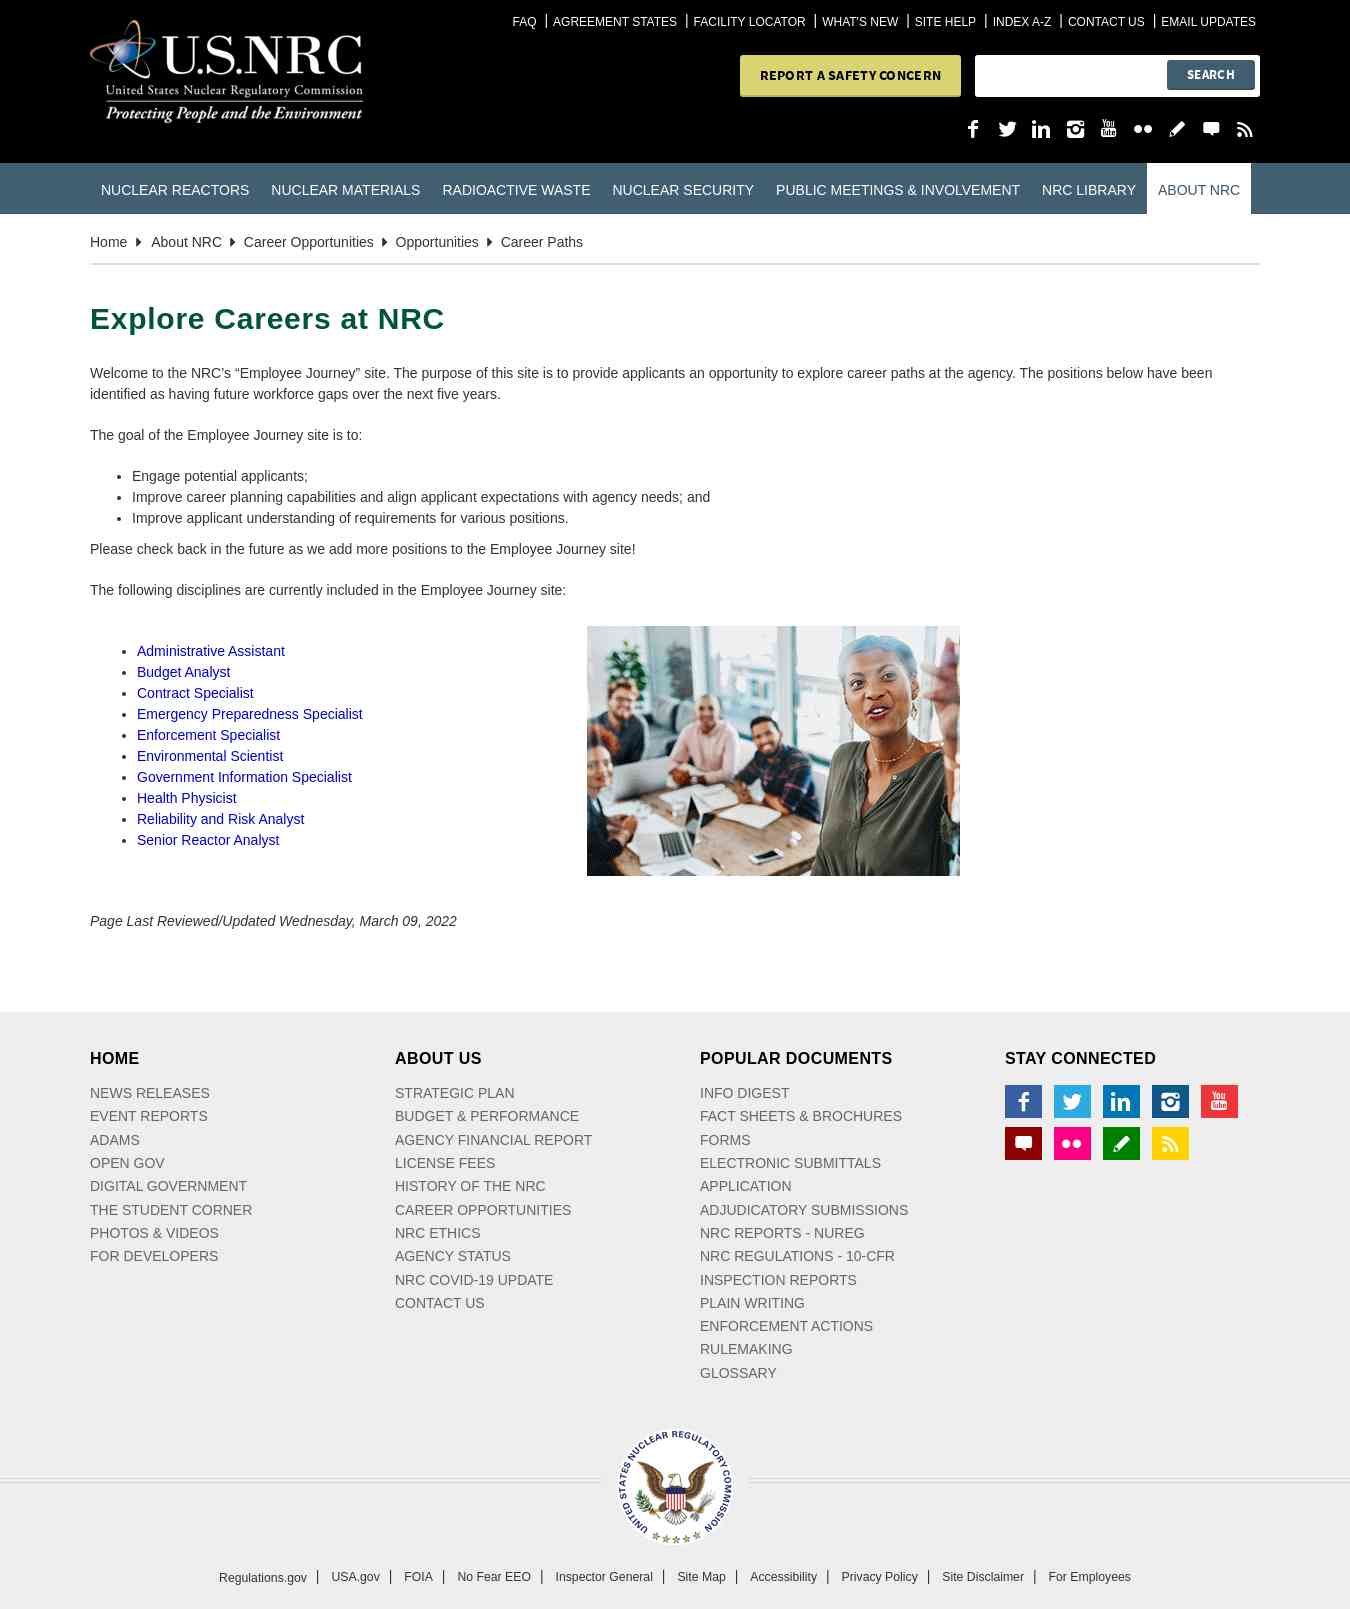 FAQ | AGREEMENT STATES | FACILITY LOCATOR | WHAT'S NEW | SITE HELP | INDEX A-Z | CONTACT US | EMAIL UPDATES
U.S.NRC
United States Nuclear Regulatory Commission
Protecting People and the Environment
REPORT A SAFETY CONCERN
SEARCH
NUCLEAR REACTORS NUCLEAR MATERIALS RADIOACTIVE WASTE NUCLEAR SECURITY PUBLIC MEETINGS & INVOLVEMENT NRC LIBRARY ABOUT NRC
Home About NRC Career Opportunities Opportunities Career Paths
Explore Careers at NRC
Welcome to the NRC's “Employee Journey” site. The purpose of this site is to provide applicants an opportunity to explore career paths at the agency. The positions below have been
identified as having future workforce gaps over the next five years.
The goal of the Employee Journey site is to:
• Engage potential applicants;
• Improve career planning capabilities and align applicant expectations with agency needs; and
• Improve applicant understanding of requirements for various positions.
Please check back in the future as we add more positions to the Employee Journey site!
The following disciplines are currently included in the Employee Journey site:
• Administrative Assistant
• Budget Analyst
• Contract Specialist
• Emergency Preparedness Specialist
• Enforcement Specialist
• Environmental Scientist
• Government Information Specialist
• Health Physicist
• Reliability and Risk Analyst
• Senior Reactor Analyst
Page Last Reviewed/Updated Wednesday, March 09, 2022
HOME
NEWS RELEASES
EVENT REPORTS
ADAMS
OPEN GOV
DIGITAL GOVERNMENT
THE STUDENT CORNER
PHOTOS & VIDEOS
FOR DEVELOPERS
ABOUT US
STRATEGIC PLAN
BUDGET & PERFORMANCE
AGENCY FINANCIAL REPORT
LICENSE FEES
HISTORY OF THE NRC
CAREER OPPORTUNITIES
NRC ETHICS
AGENCY STATUS
NRC COVID-19 UPDATE
CONTACT US
POPULAR DOCUMENTS
INFO DIGEST
FACT SHEETS & BROCHURES
FORMS
ELECTRONIC SUBMITTALS
APPLICATION
ADJUDICATORY SUBMISSIONS
NRC REPORTS - NUREG
NRC REGULATIONS - 10-CFR
INSPECTION REPORTS
PLAIN WRITING
ENFORCEMENT ACTIONS
RULEMAKING
GLOSSARY
STAY CONNECTED
You Tube
UNITED STATES NUCLEAR REGULATORY COMMISSION
Regulations.gov | USA.gov | FOIA | No Fear EEO | Inspector General | Site Map | Accessibility | Privacy Policy | Site Disclaimer | For Employees